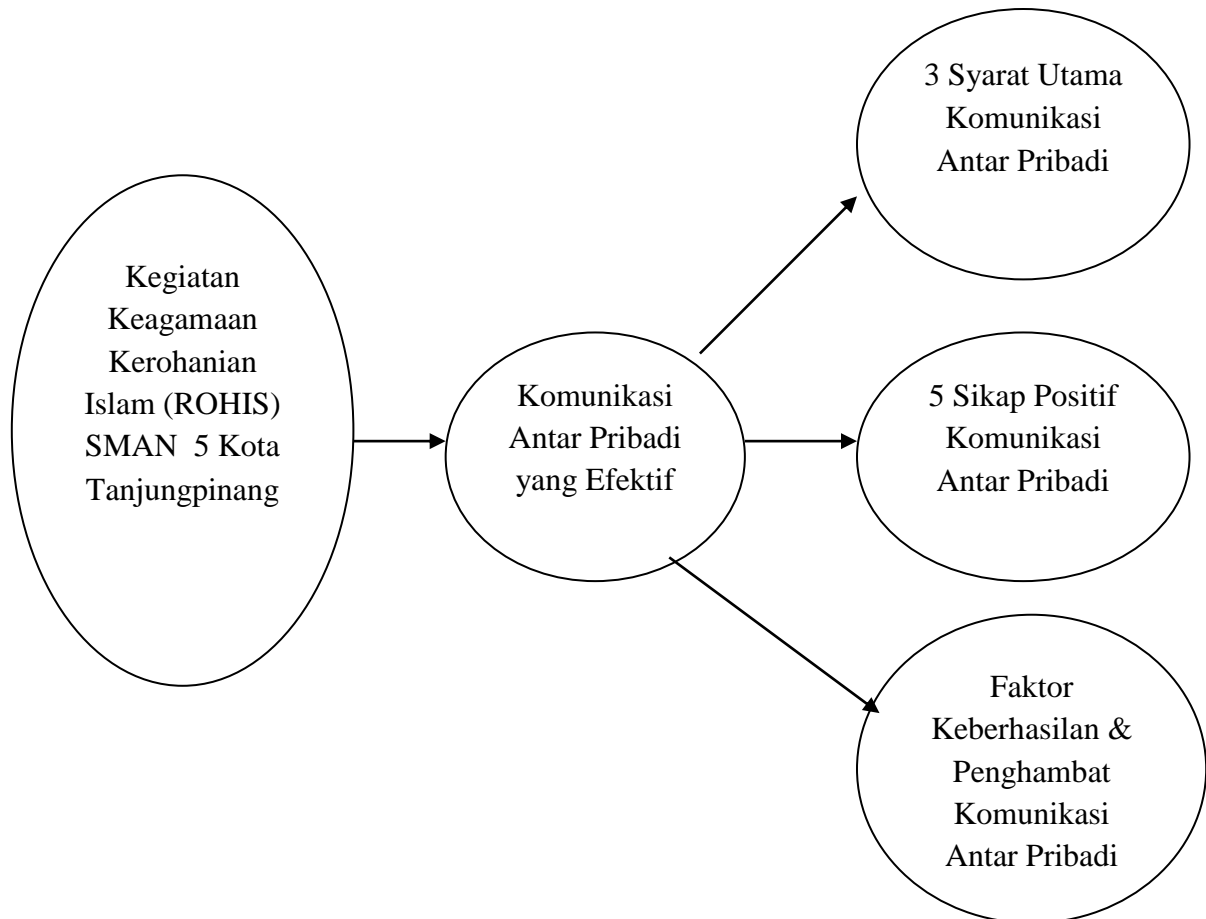 3 Syarat Utama
Komunikasi
Antar Pribadi
Kegiatan
Keagamaan
Kerohanian
Islam (ROHIS)
SMAN 5 Kota
Tanjungpinang
Komunikasi
Antar Pribadi
yang Efektif
5 Sikap Positif
Komunikasi
Antar Pribadi
Faktor
Keberhasilan &
Penghambat
Komunikasi
Antar Pribadi